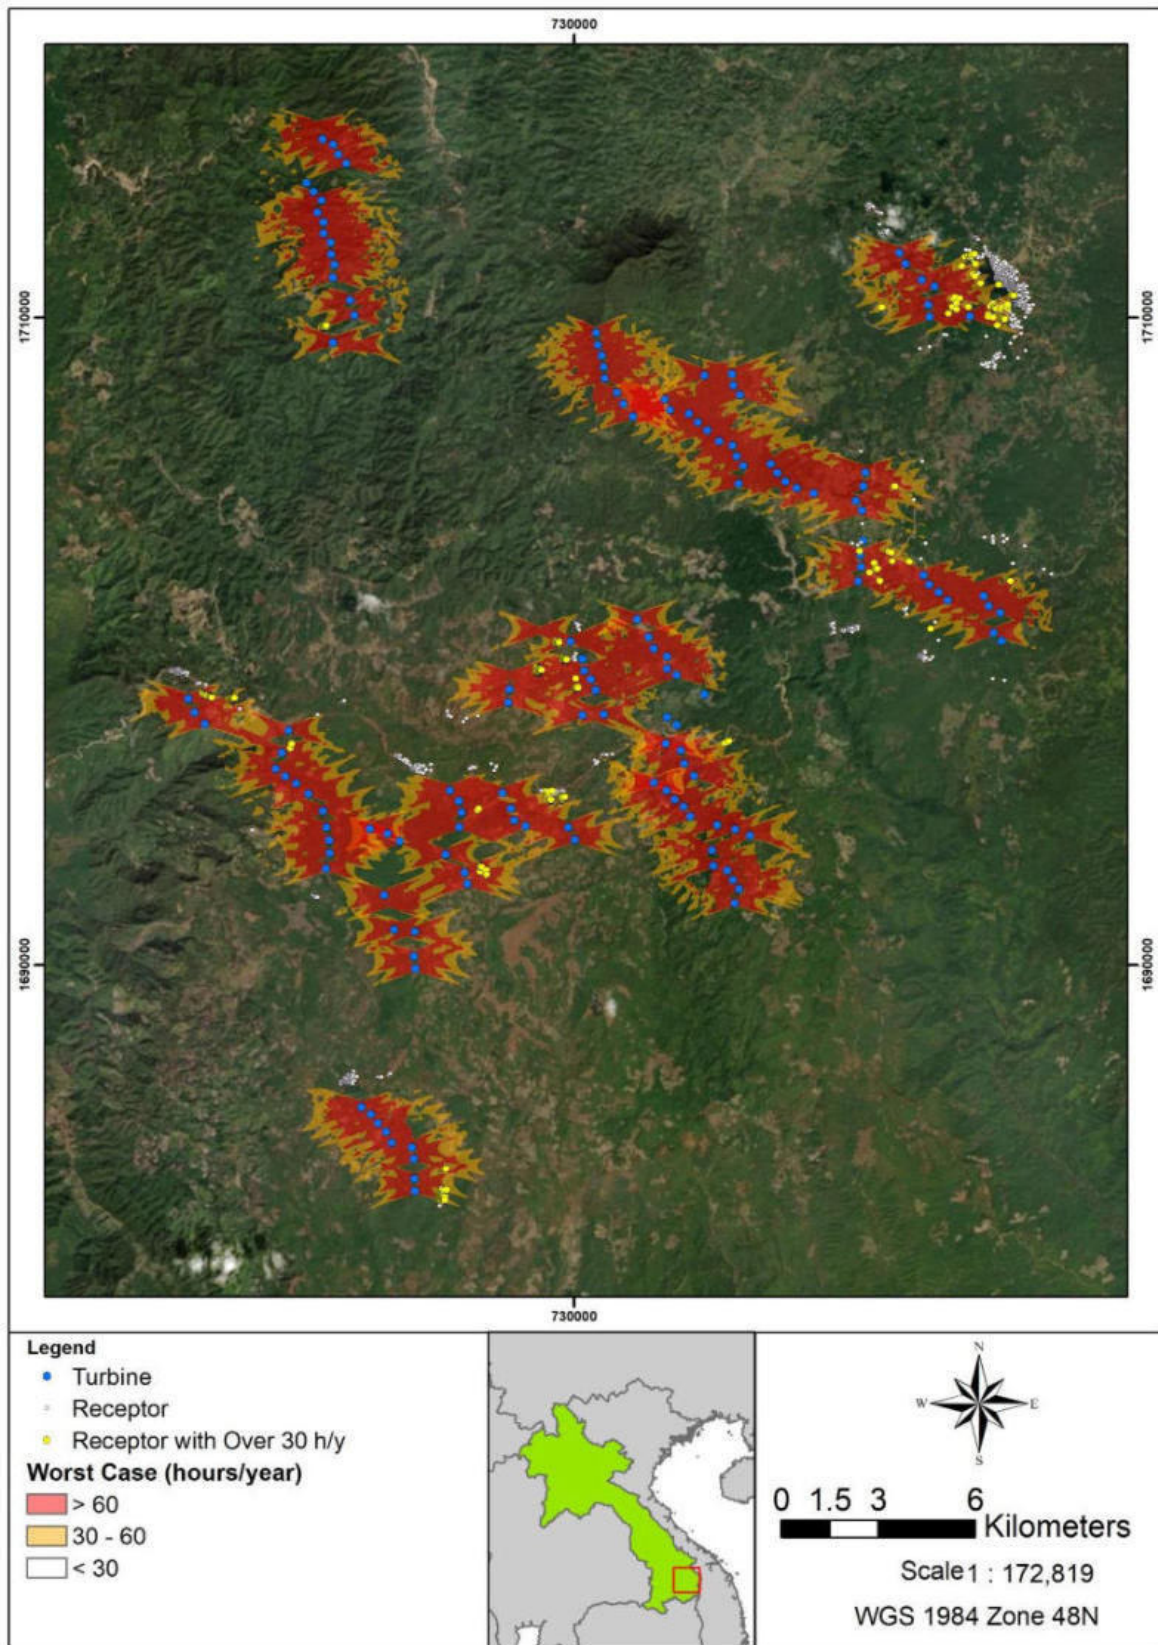 730000
1710000
1710000
1690000
1690000
730000
Legend
Turbine
Receptor
Receptor with Over 30 h/y
Worst Case (hours/year)
> 60
30 - 60
< 30
N
W
E
S
0 1.5 3 6
Kilometers
Scale 1 : 172,819
WGS 1984 Zone 48N